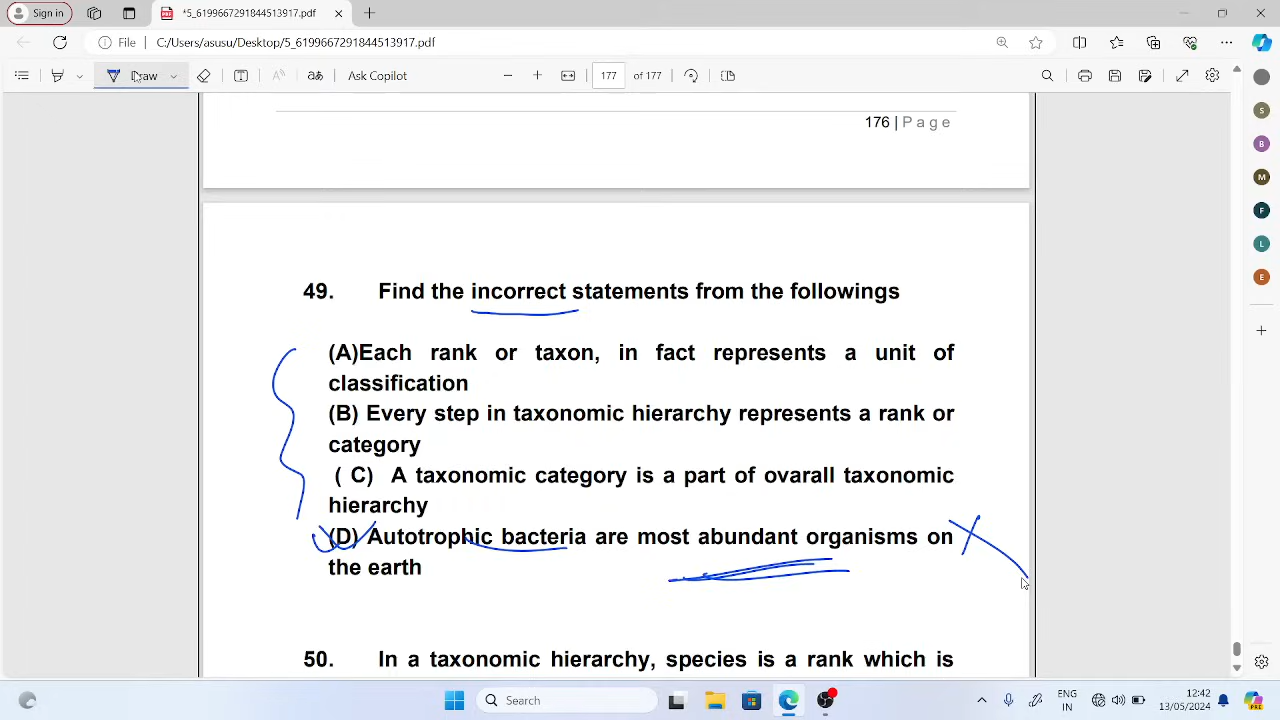 Sign in
*5_6199667291844513917.pdf
File
C:/Users/asusu/Desktop/5_6199667291844513917.pdf
Draw
Ask Copilot
177
of 177
176 | P a g e
49. Find the incorrect statements from the followings
(A)Each rank or taxon, in fact represents a unit of
classification
(B) Every step in taxonomic hierarchy represents a rank or
category
( C) A taxonomic category is a part of ovarall taxonomic
hierarchy
(D) Autotrophic bacteria are most abundant organisms on
the earth
50. In a taxonomic hierarchy, species is a rank which is
S
B
M
F
L
E
Search
ENG
IN
12:42
13/09/2024